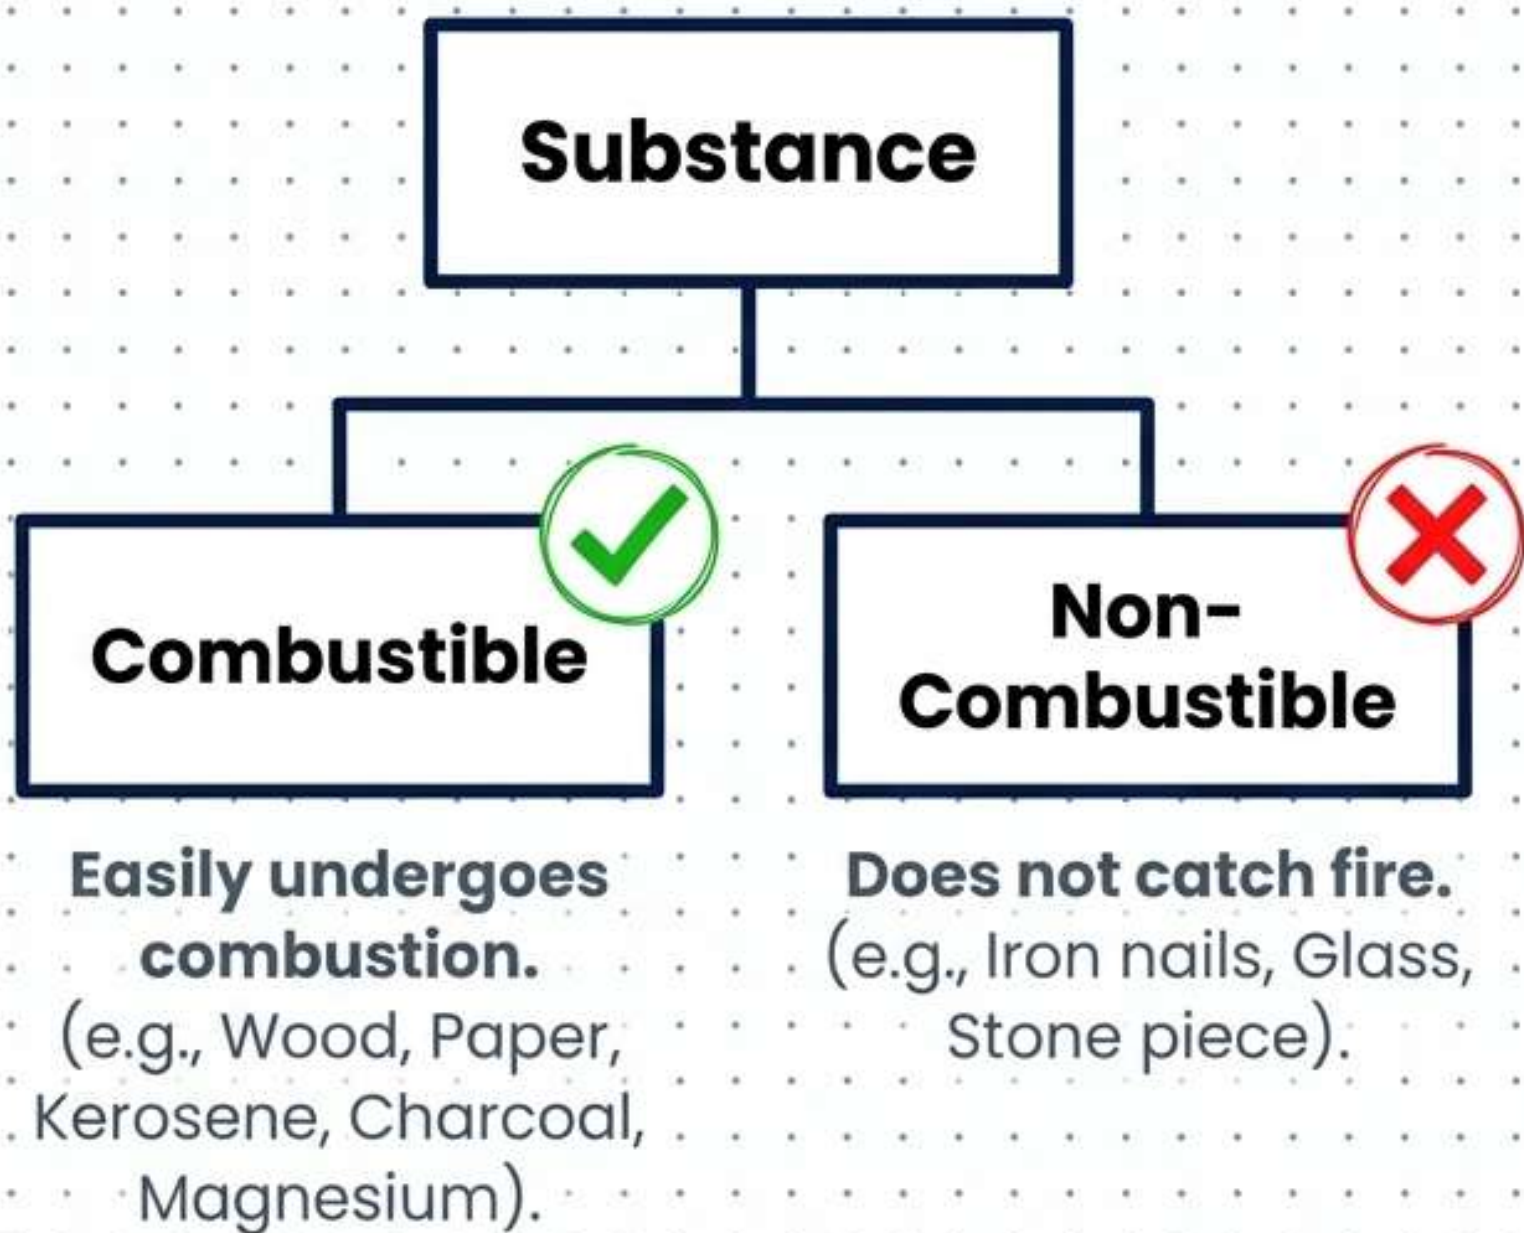 Substance
Combustible
Non-
Combustible
Easily undergoes
combustion.
(e.g., Wood, Paper,
Kerosene, Charcoal,
Magnesium).
Does not catch fire.
(e.g., Iron nails, Glass,
Stone piece).